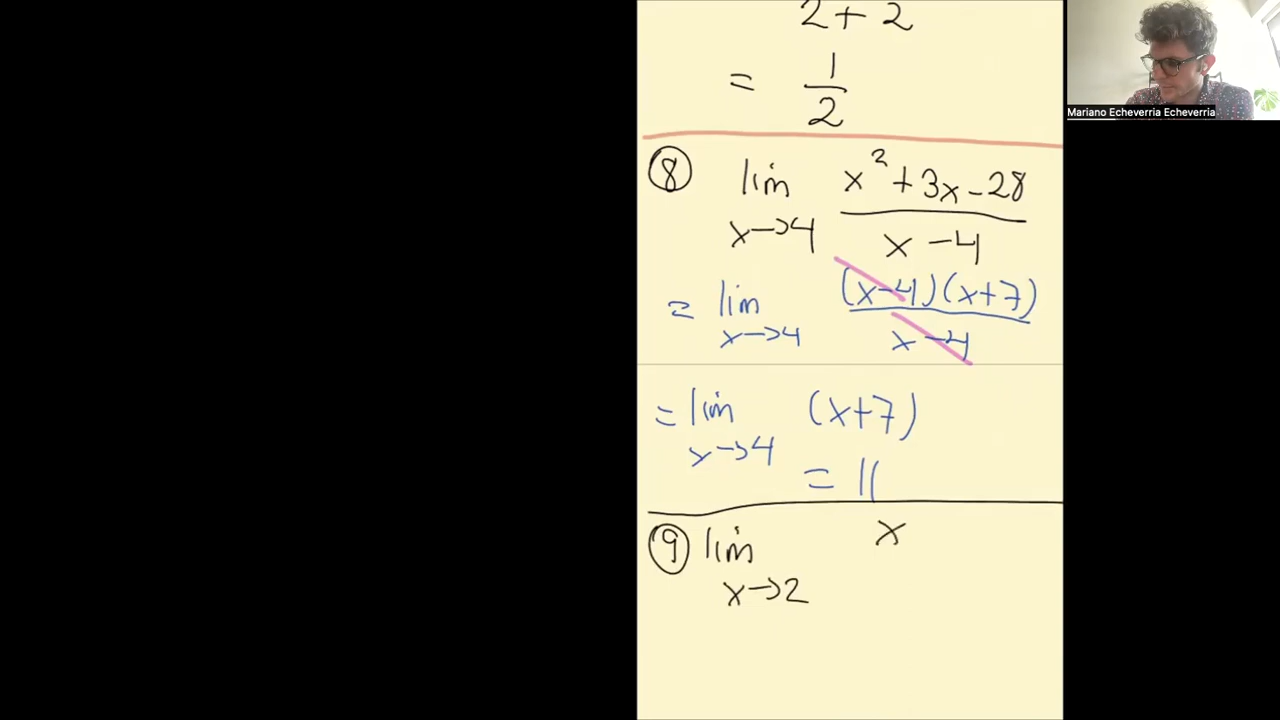 2 + 2
= 1/2
Mariano Echeverria Echeverria
⑧ lim x→4 (x² + 3x - 28)/(x - 4)
= lim x→4 (x-4)(x+7)/(x-4)
= lim x→4 (x+7)
= 11
⑨ lim x→2 x